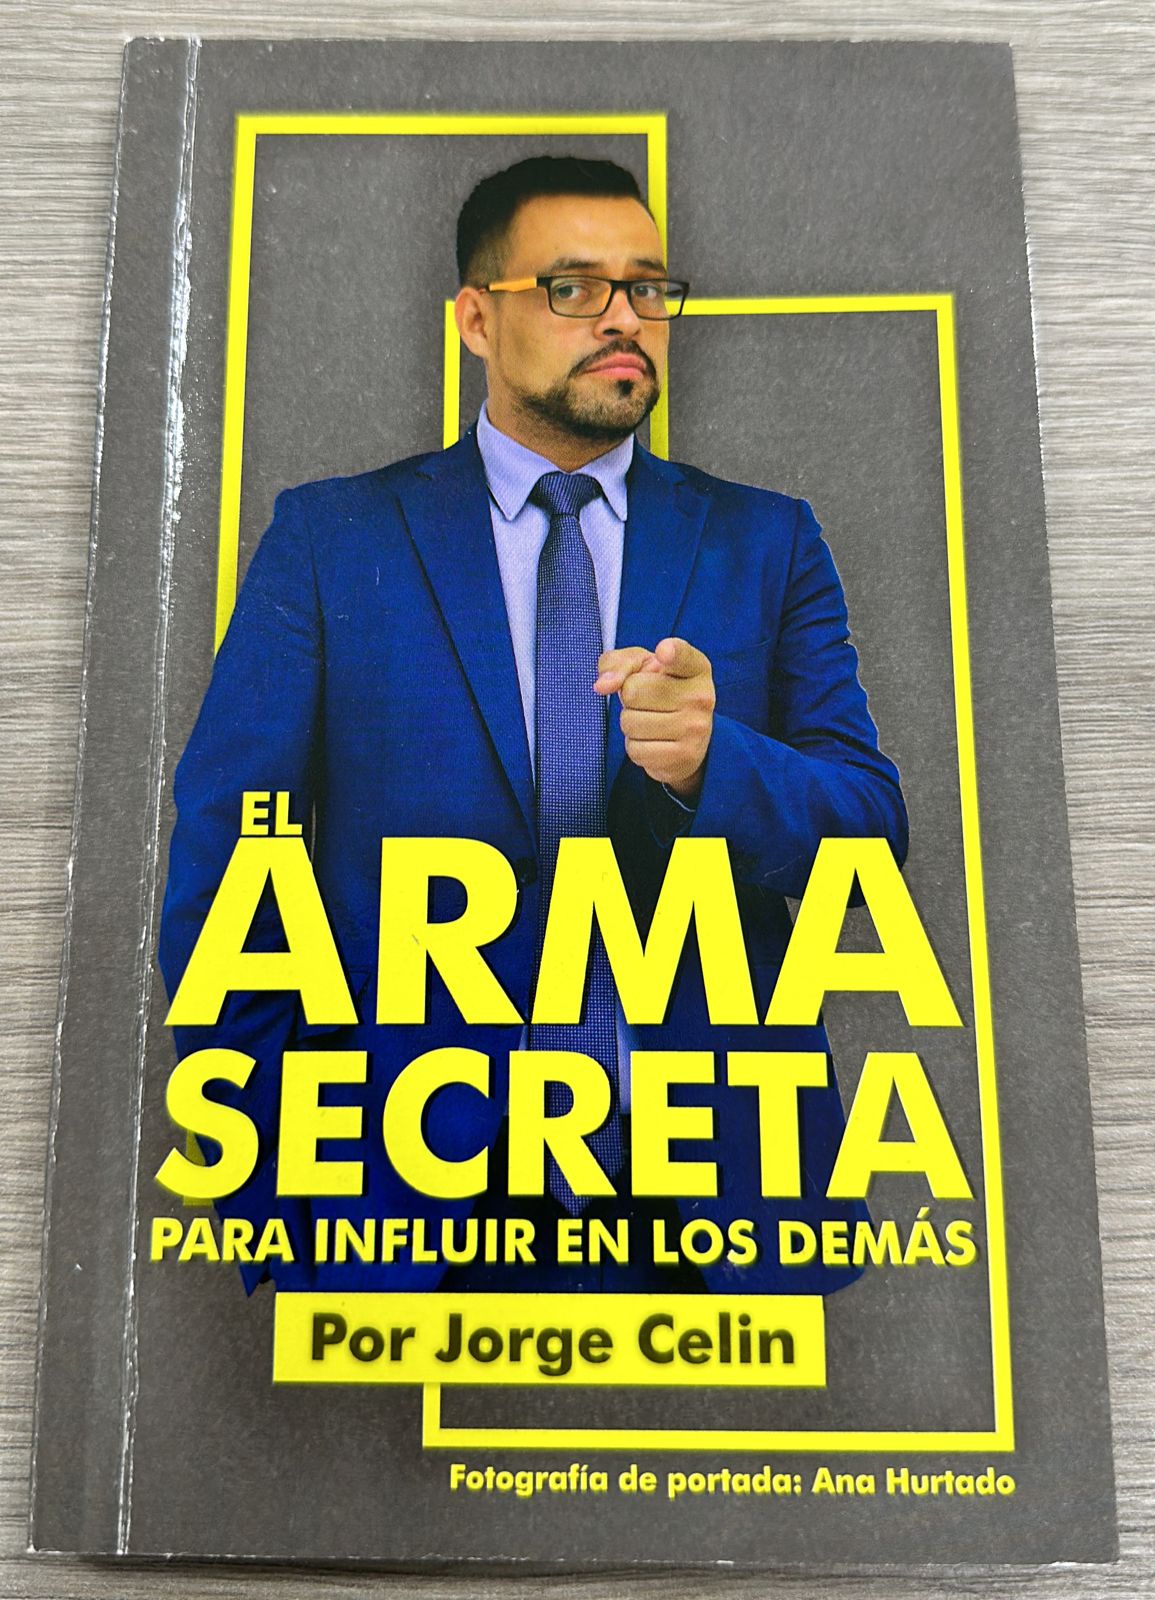 EL
ARMA
SECRETA
PARA INFLUIR EN LOS DEMÁS
Por Jorge Celin
Fotografía de portada: Ana Hurtado